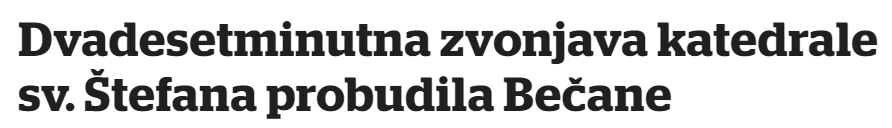 Dvadesetminutna zvonjava katedrale
sv. Štefana probudila Bečane